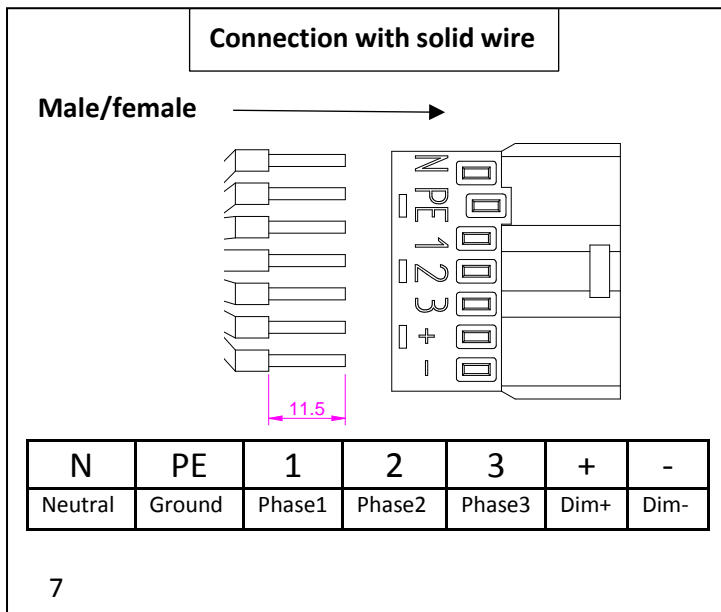 Connection with solid wire
Male/female
N
PE
1
2
3
+
-
11.5
N PE 1 2 3 + -
Neutral Ground Phase1 Phase2 Phase3 Dim+ Dim-
7